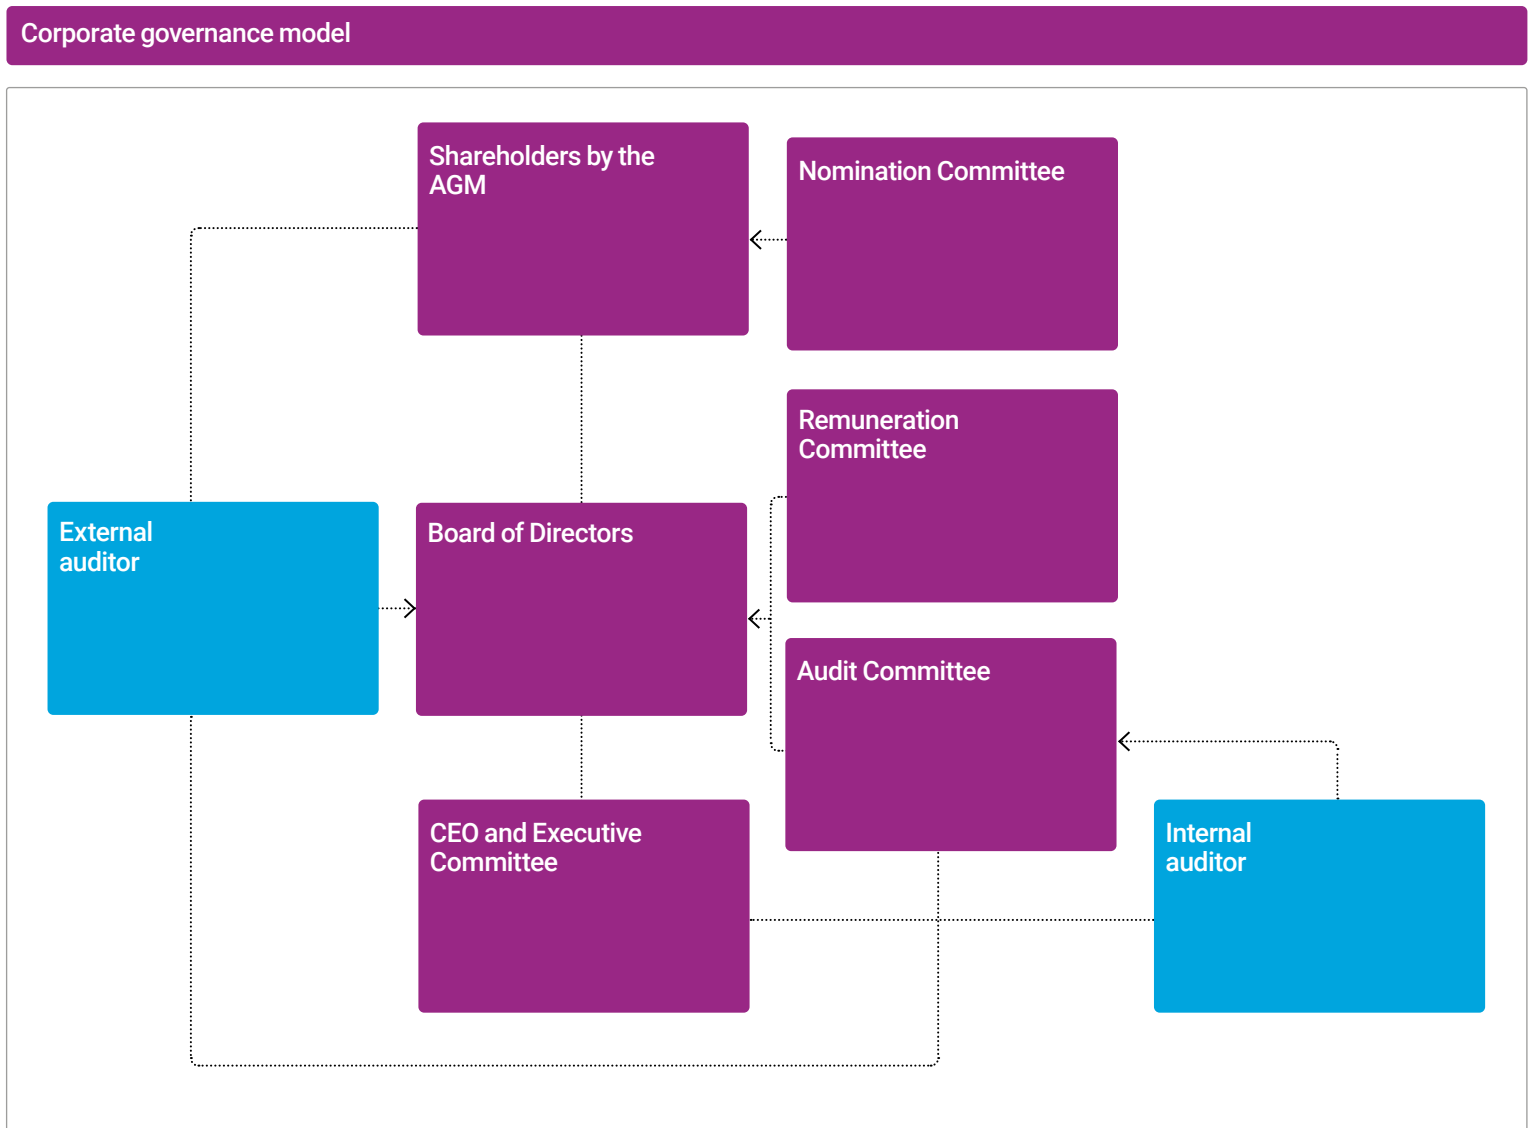 Corporate governance model
Shareholders by the
AGM
Nomination Committee
Remuneration
Committee
External
auditor
Board of Directors
Audit Committee
CEO and Executive
Committee
Internal
auditor